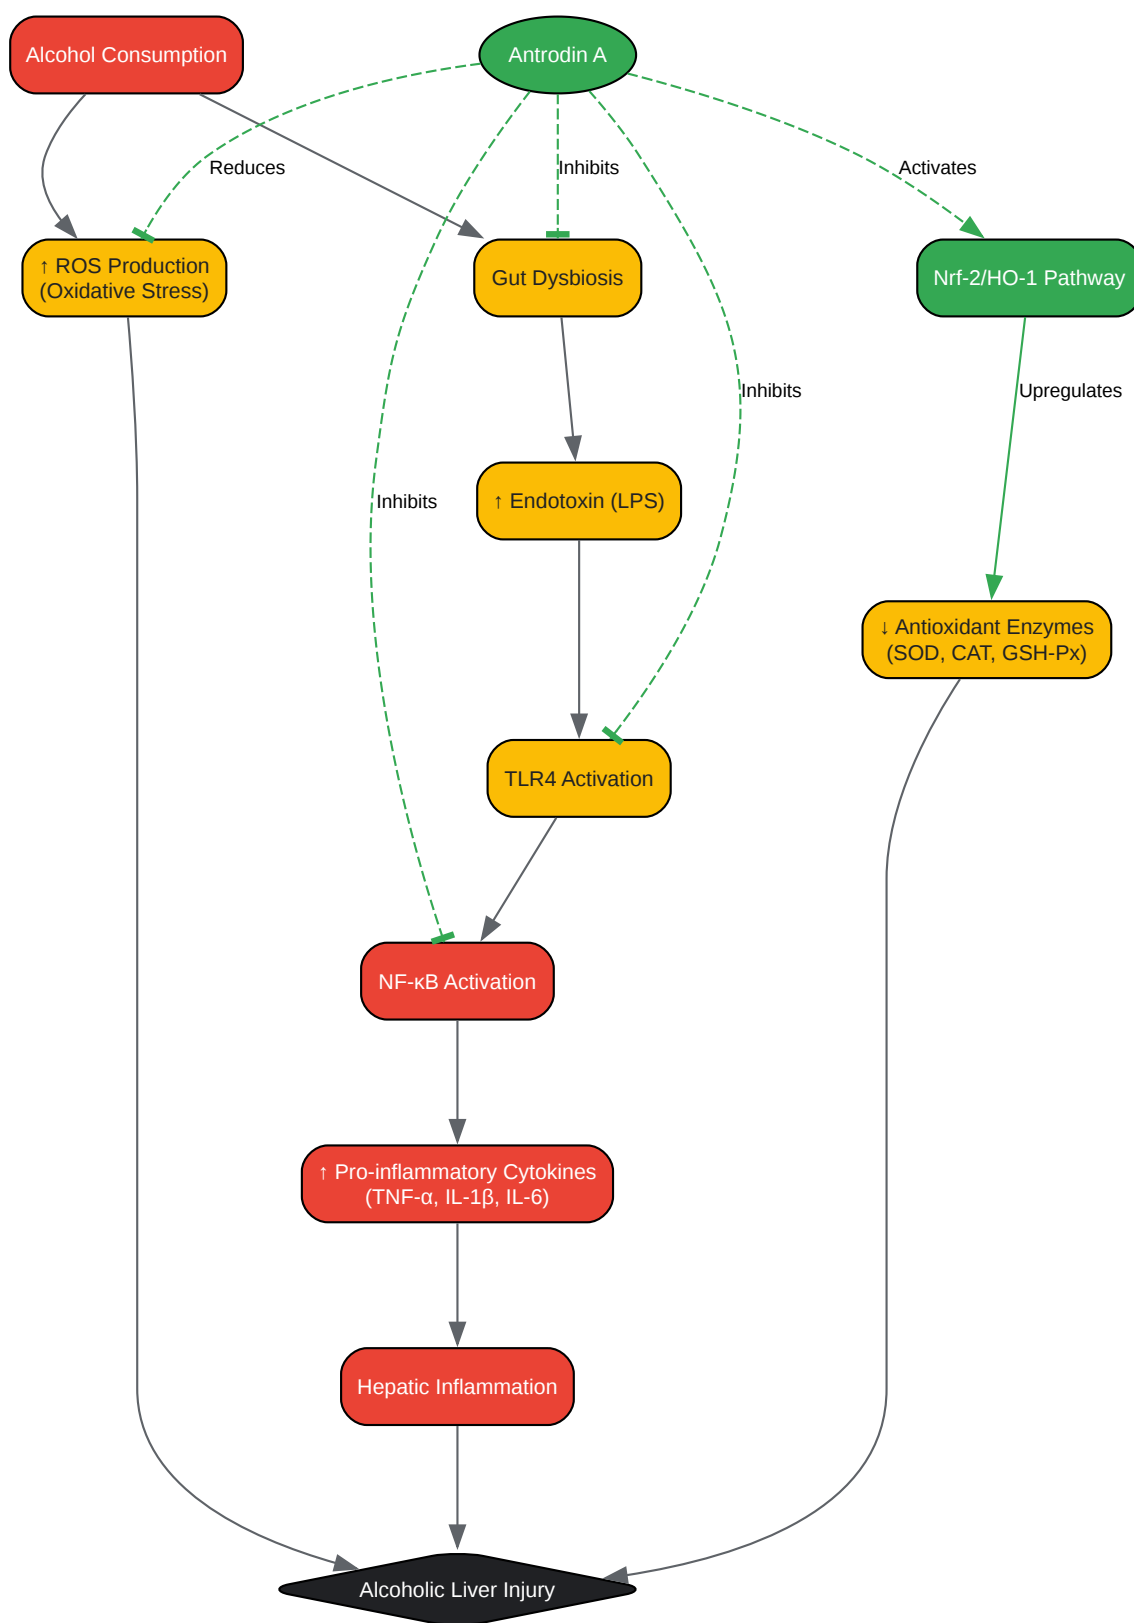 Alcohol Consumption
Antrodin A
Reduces
Inhibits
Activates
↑ ROS Production
(Oxidative Stress)
Gut Dysbiosis
Nrf-2/HO-1 Pathway
Inhibits
Upregulates
Inhibits
↑ Endotoxin (LPS)
↓ Antioxidant Enzymes
(SOD, CAT, GSH-Px)
TLR4 Activation
NF-κB Activation
↑ Pro-inflammatory Cytokines
(TNF-α, IL-1β, IL-6)
Hepatic Inflammation
Alcoholic Liver Injury